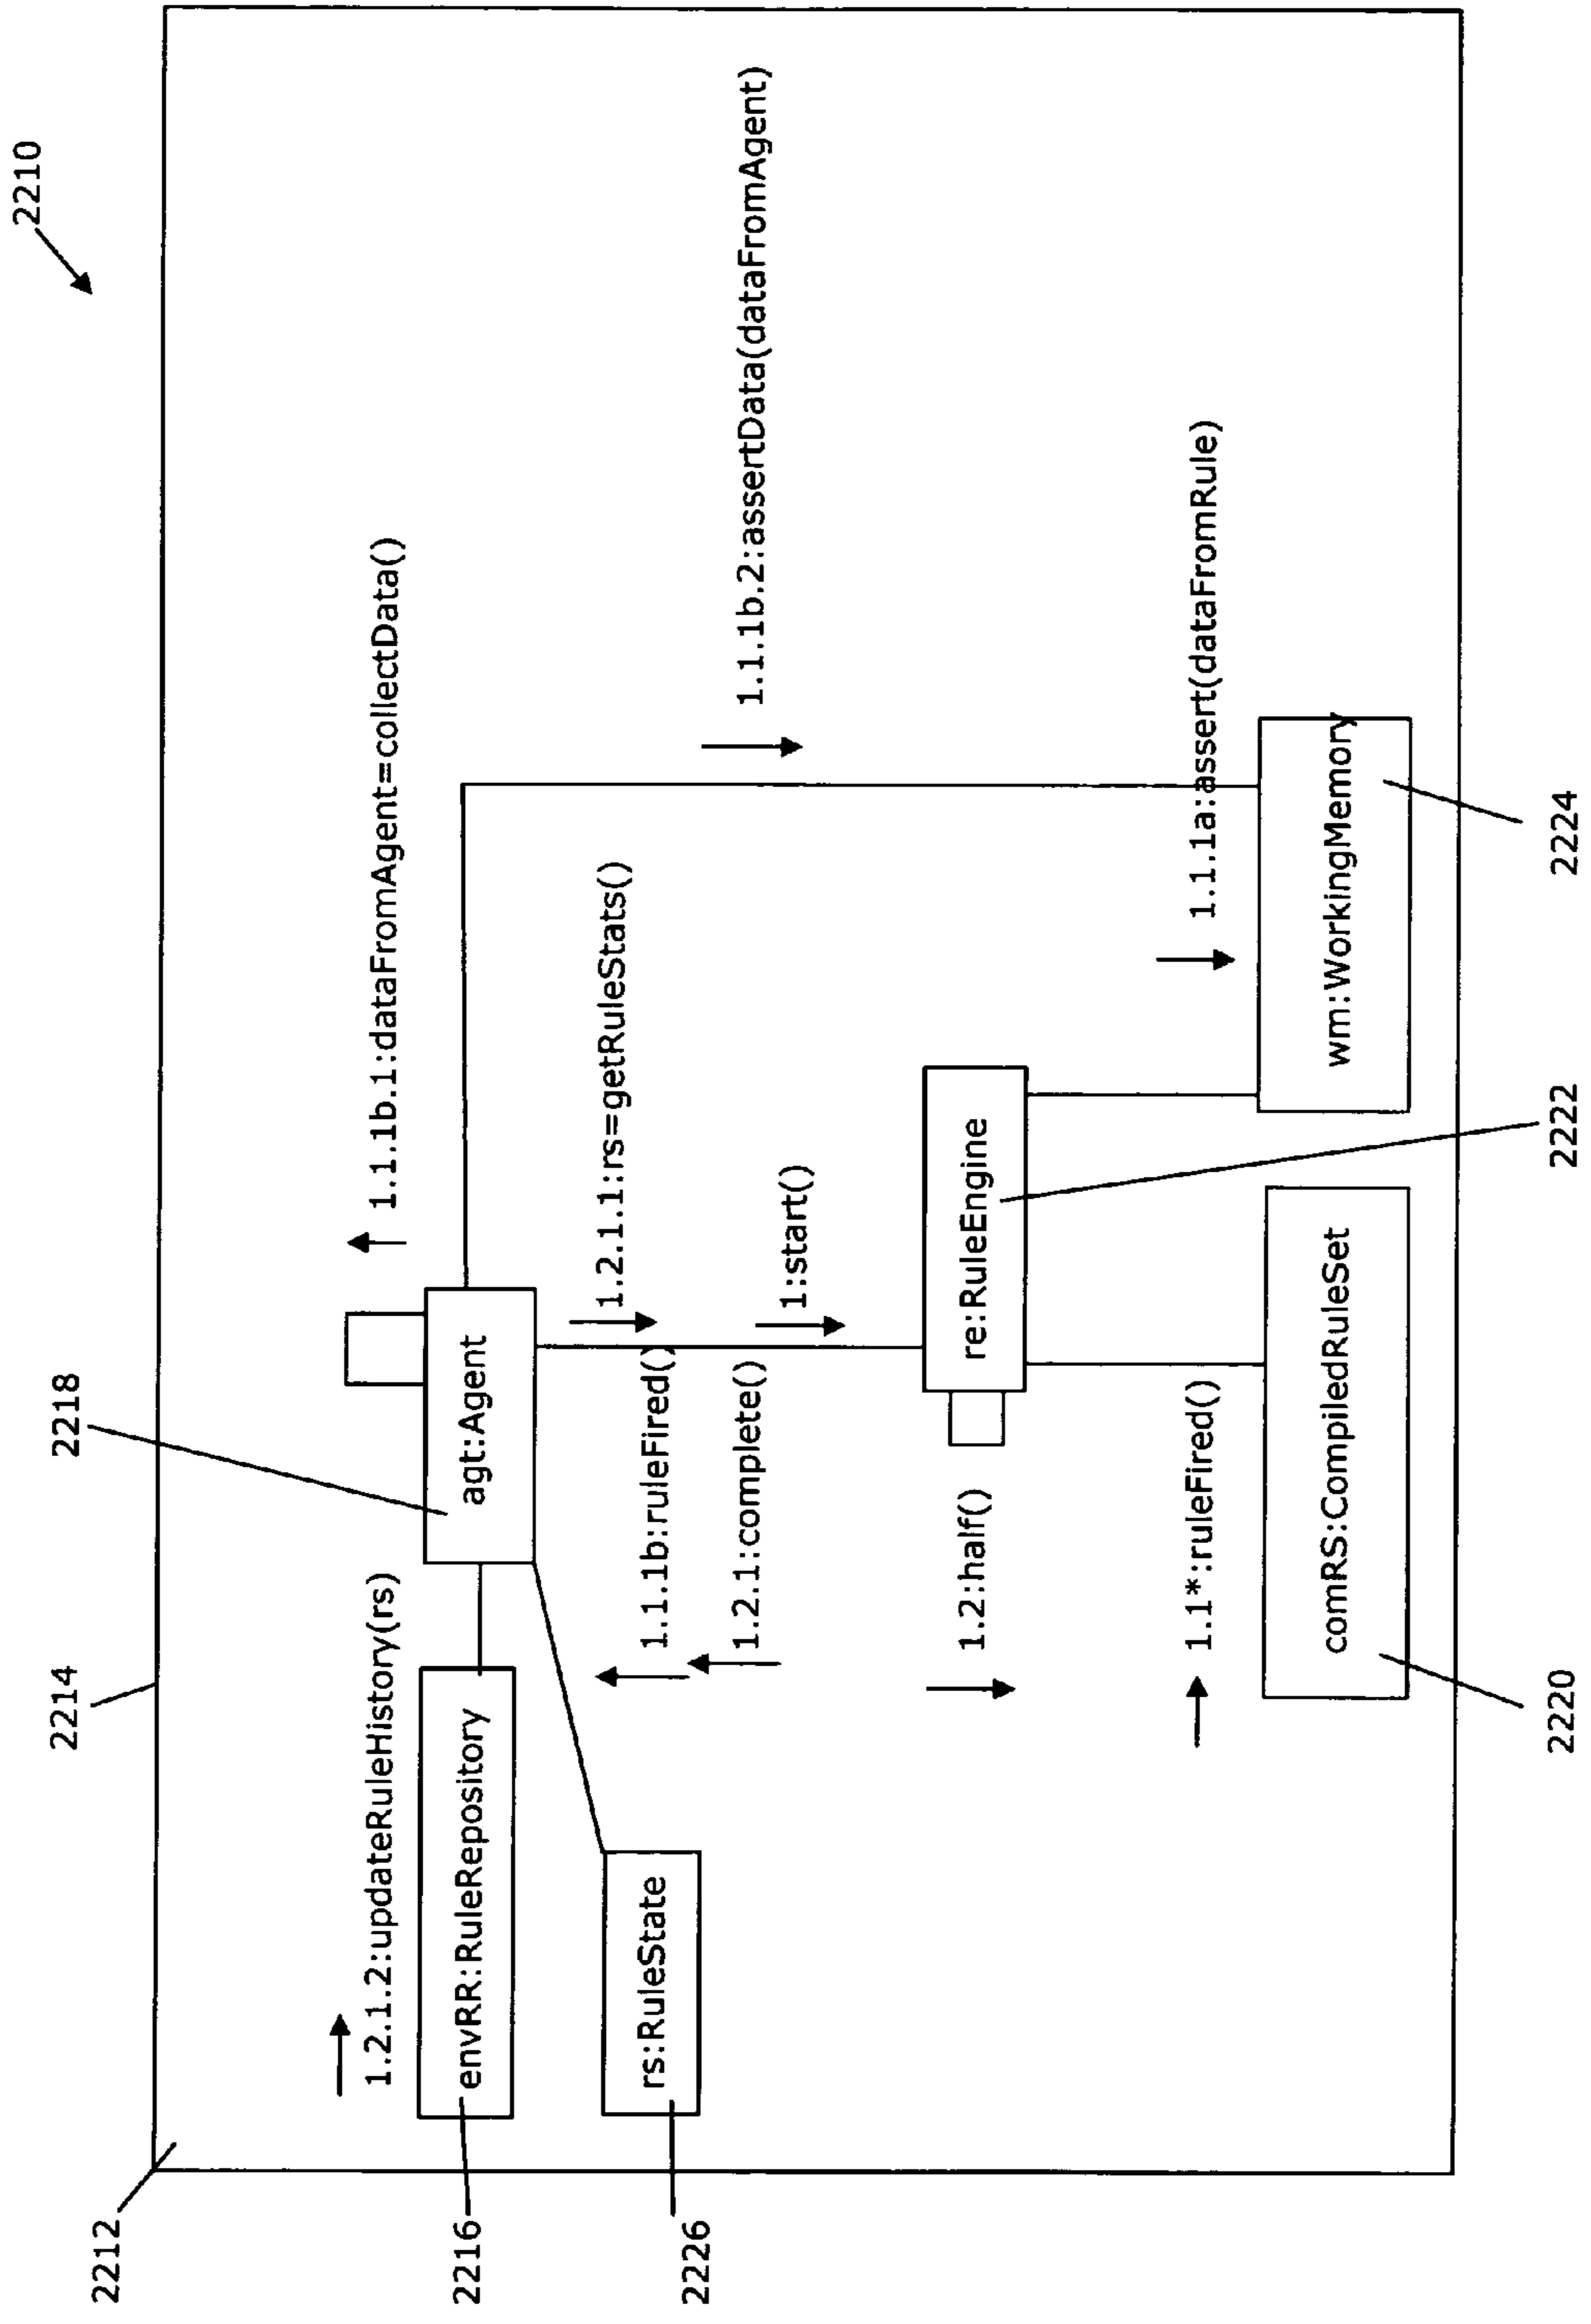 2210
2212
2214
2218
1.2.1.2:updateRuleHistory(rs)
1.1.1b.1:dataFromAgent=collectData()
2216
envRR:RuleRepository
agt:Agent
2226
rs:RuleState
1.2.1.1:rs=getRuleStats()
1.1.1b:ruleFired()
1.1.1b.2:assertData(dataFromAgent)
1.2.1:complete()
1:start()
1.2:half()
re:RuleEngine
1.1*:ruleFired()
1.1.1a:assert(dataFromRule)
comRS:CompiledRuleSet
wm:WorkingMemory
2220
2222
2224